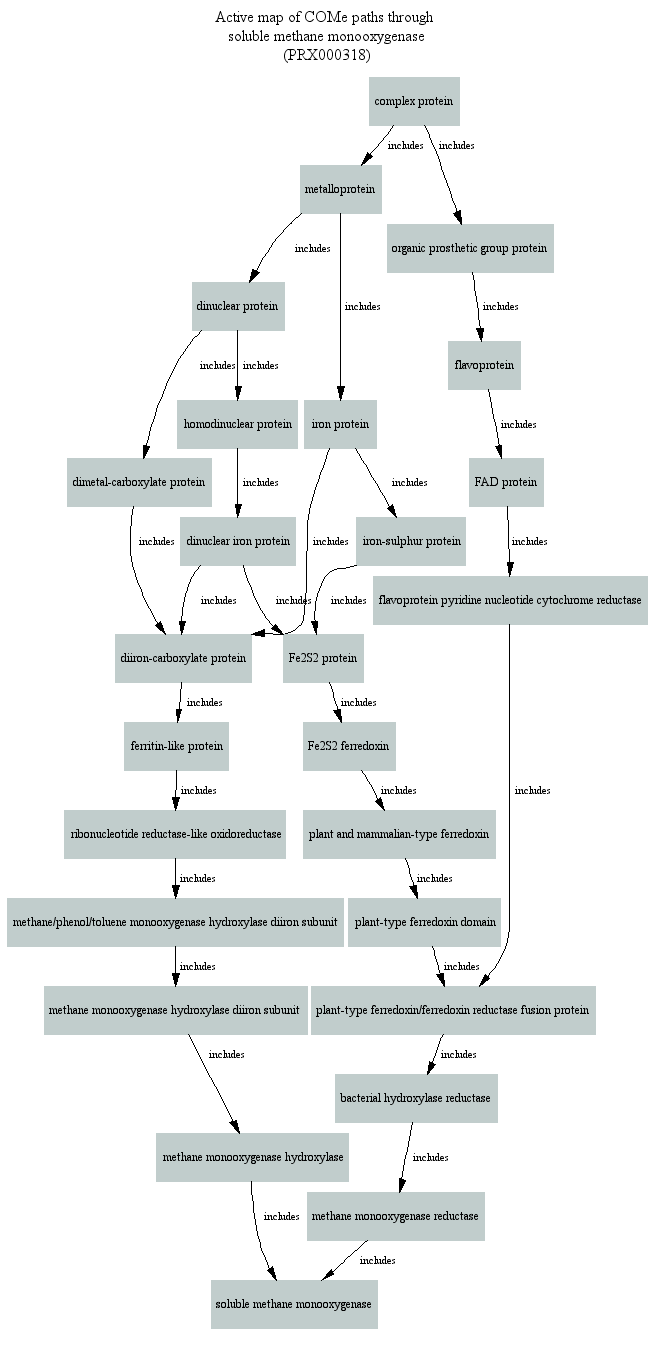 Active map of COMe paths through
soluble methane monooxygenase
(PRX000318)
complex protein
includes
includes
metalloprotein
organic prosthetic group protein
includes
dinuclear protein
includes
includes
flavoprotein
includes
includes
homodinuclear protein
iron protein
includes
dimetal-carboxylate protein
includes
includes
FAD protein
includes
dinuclear iron protein
includes
iron-sulphur protein
includes
includes
includes
includes
flavoprotein pyridine nucleotide cytochrome reductase
diiron-carboxylate protein
Fe2S2 protein
includes
includes
ferritin-like protein
Fe2S2 ferredoxin
includes
includes
includes
ribonucleotide reductase-like oxidoreductase
plant and mammalian-type ferredoxin
includes
includes
methane/phenol/toluene monooxygenase hydroxylase diiron subunit
plant-type ferredoxin domain
includes
includes
methane monooxygenase hydroxylase diiron subunit
plant-type ferredoxin/ferredoxin reductase fusion protein
includes
includes
bacterial hydroxylase reductase
methane monooxygenase hydroxylase
includes
includes
methane monooxygenase reductase
includes
soluble methane monooxygenase